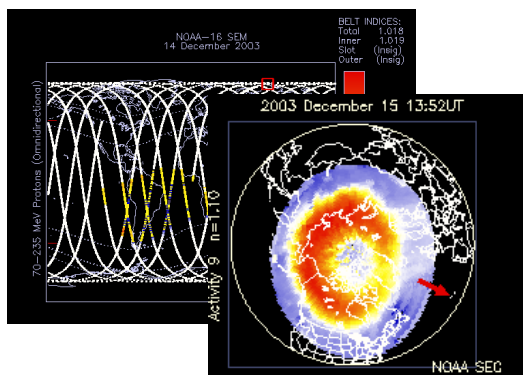 BELT INDICES:
Total 1.018
Inner 1.019
Slot (Insig)
Outer (Insig)
NOAA-16 SEM
14 December 2003
70-235 MeV Protons (Omnidirectional)
2003 December 15 13:52UT
Activity 9 n=1.10
NOAA SEC